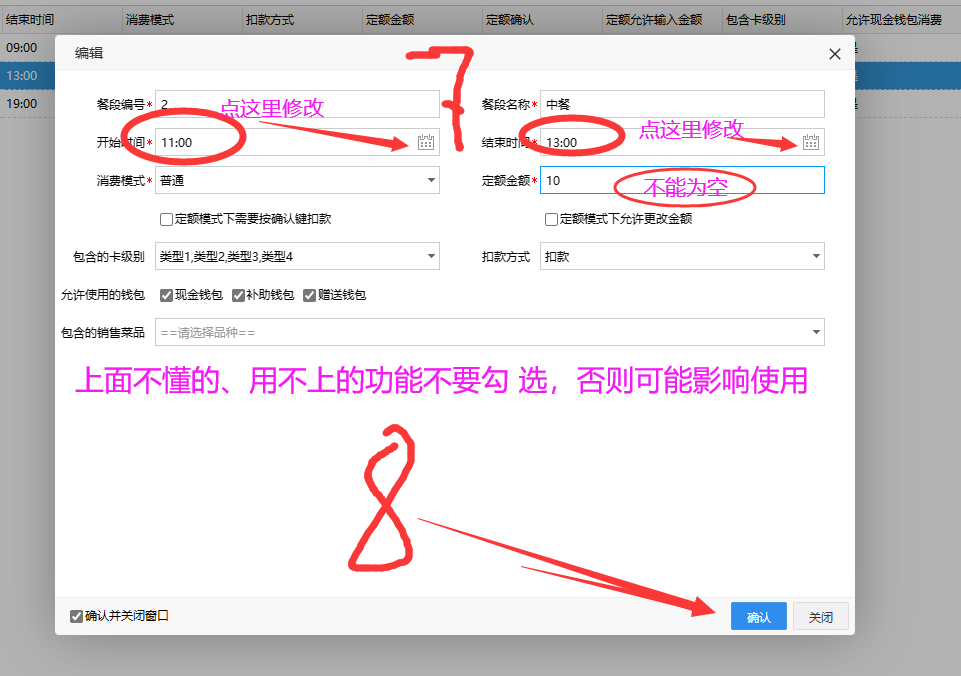 结束时间 消费模式 扣款方式 定额金额 定额确认 定额允许输入金额 包含卡级别 允许现金钱包消费
09:00
13:00
19:00
编辑
7
餐段编号* 2 点这里修改 餐段名称* 中餐
开始时间* 11:00 结束时间* 13:00 点这里修改
消费模式* 普通 定额金额* 10 不能为空
定额模式下需要按确认键扣款 定额模式下允许更改金额
包含的卡级别 类型1,类型2,类型3,类型4 扣款方式 扣款
允许使用的钱包 现金钱包 补助钱包 赠送钱包
包含的销售菜品 ==请选择品种==
上面不懂的、用不上的功能不要勾 选，否则可能影响使用
8
确认并关闭窗口 确认 关闭